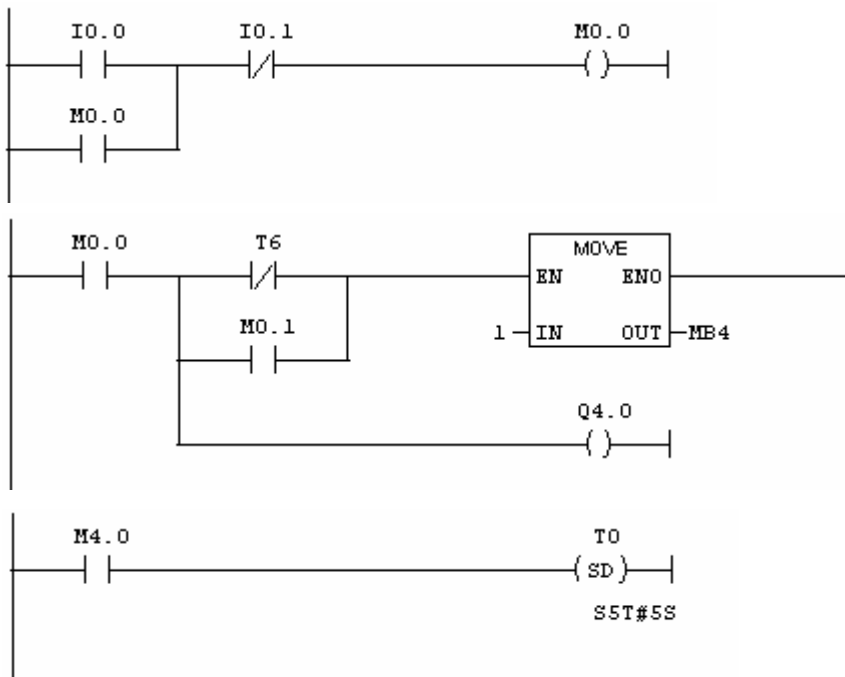 I0.0 I0.1 M0.0
M0.0
M0.0 T6 MOVE
EN ENO
M0.1
1 IN OUT MB4
Q4.0
M4.0 T0
SD
S5T#5S